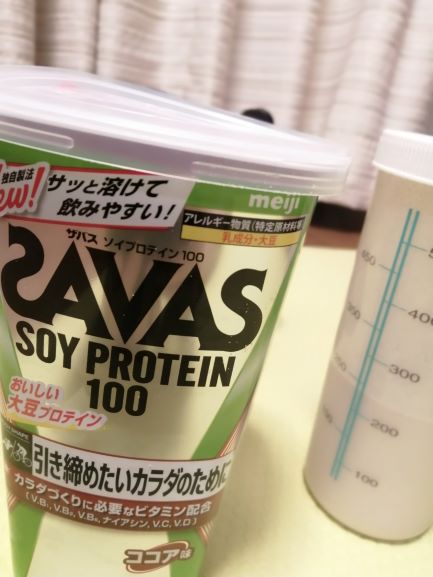 独自製法
New!
サッと溶けて
飲みやすい!
meiji
アレルギー物質(特定原材料等)
乳成分・大豆
ザバス ソイプロテイン100
SAVAS
SOY PROTEIN
100
おいしい
大豆プロテイン
引き締めたいカラダのために
カラダづくりに必要なビタミン配合
(V.B₁, V.B₂, V.B₆, ナイアシン, V.C, V.D)
ココア味
450
400
350
300
250
200
100